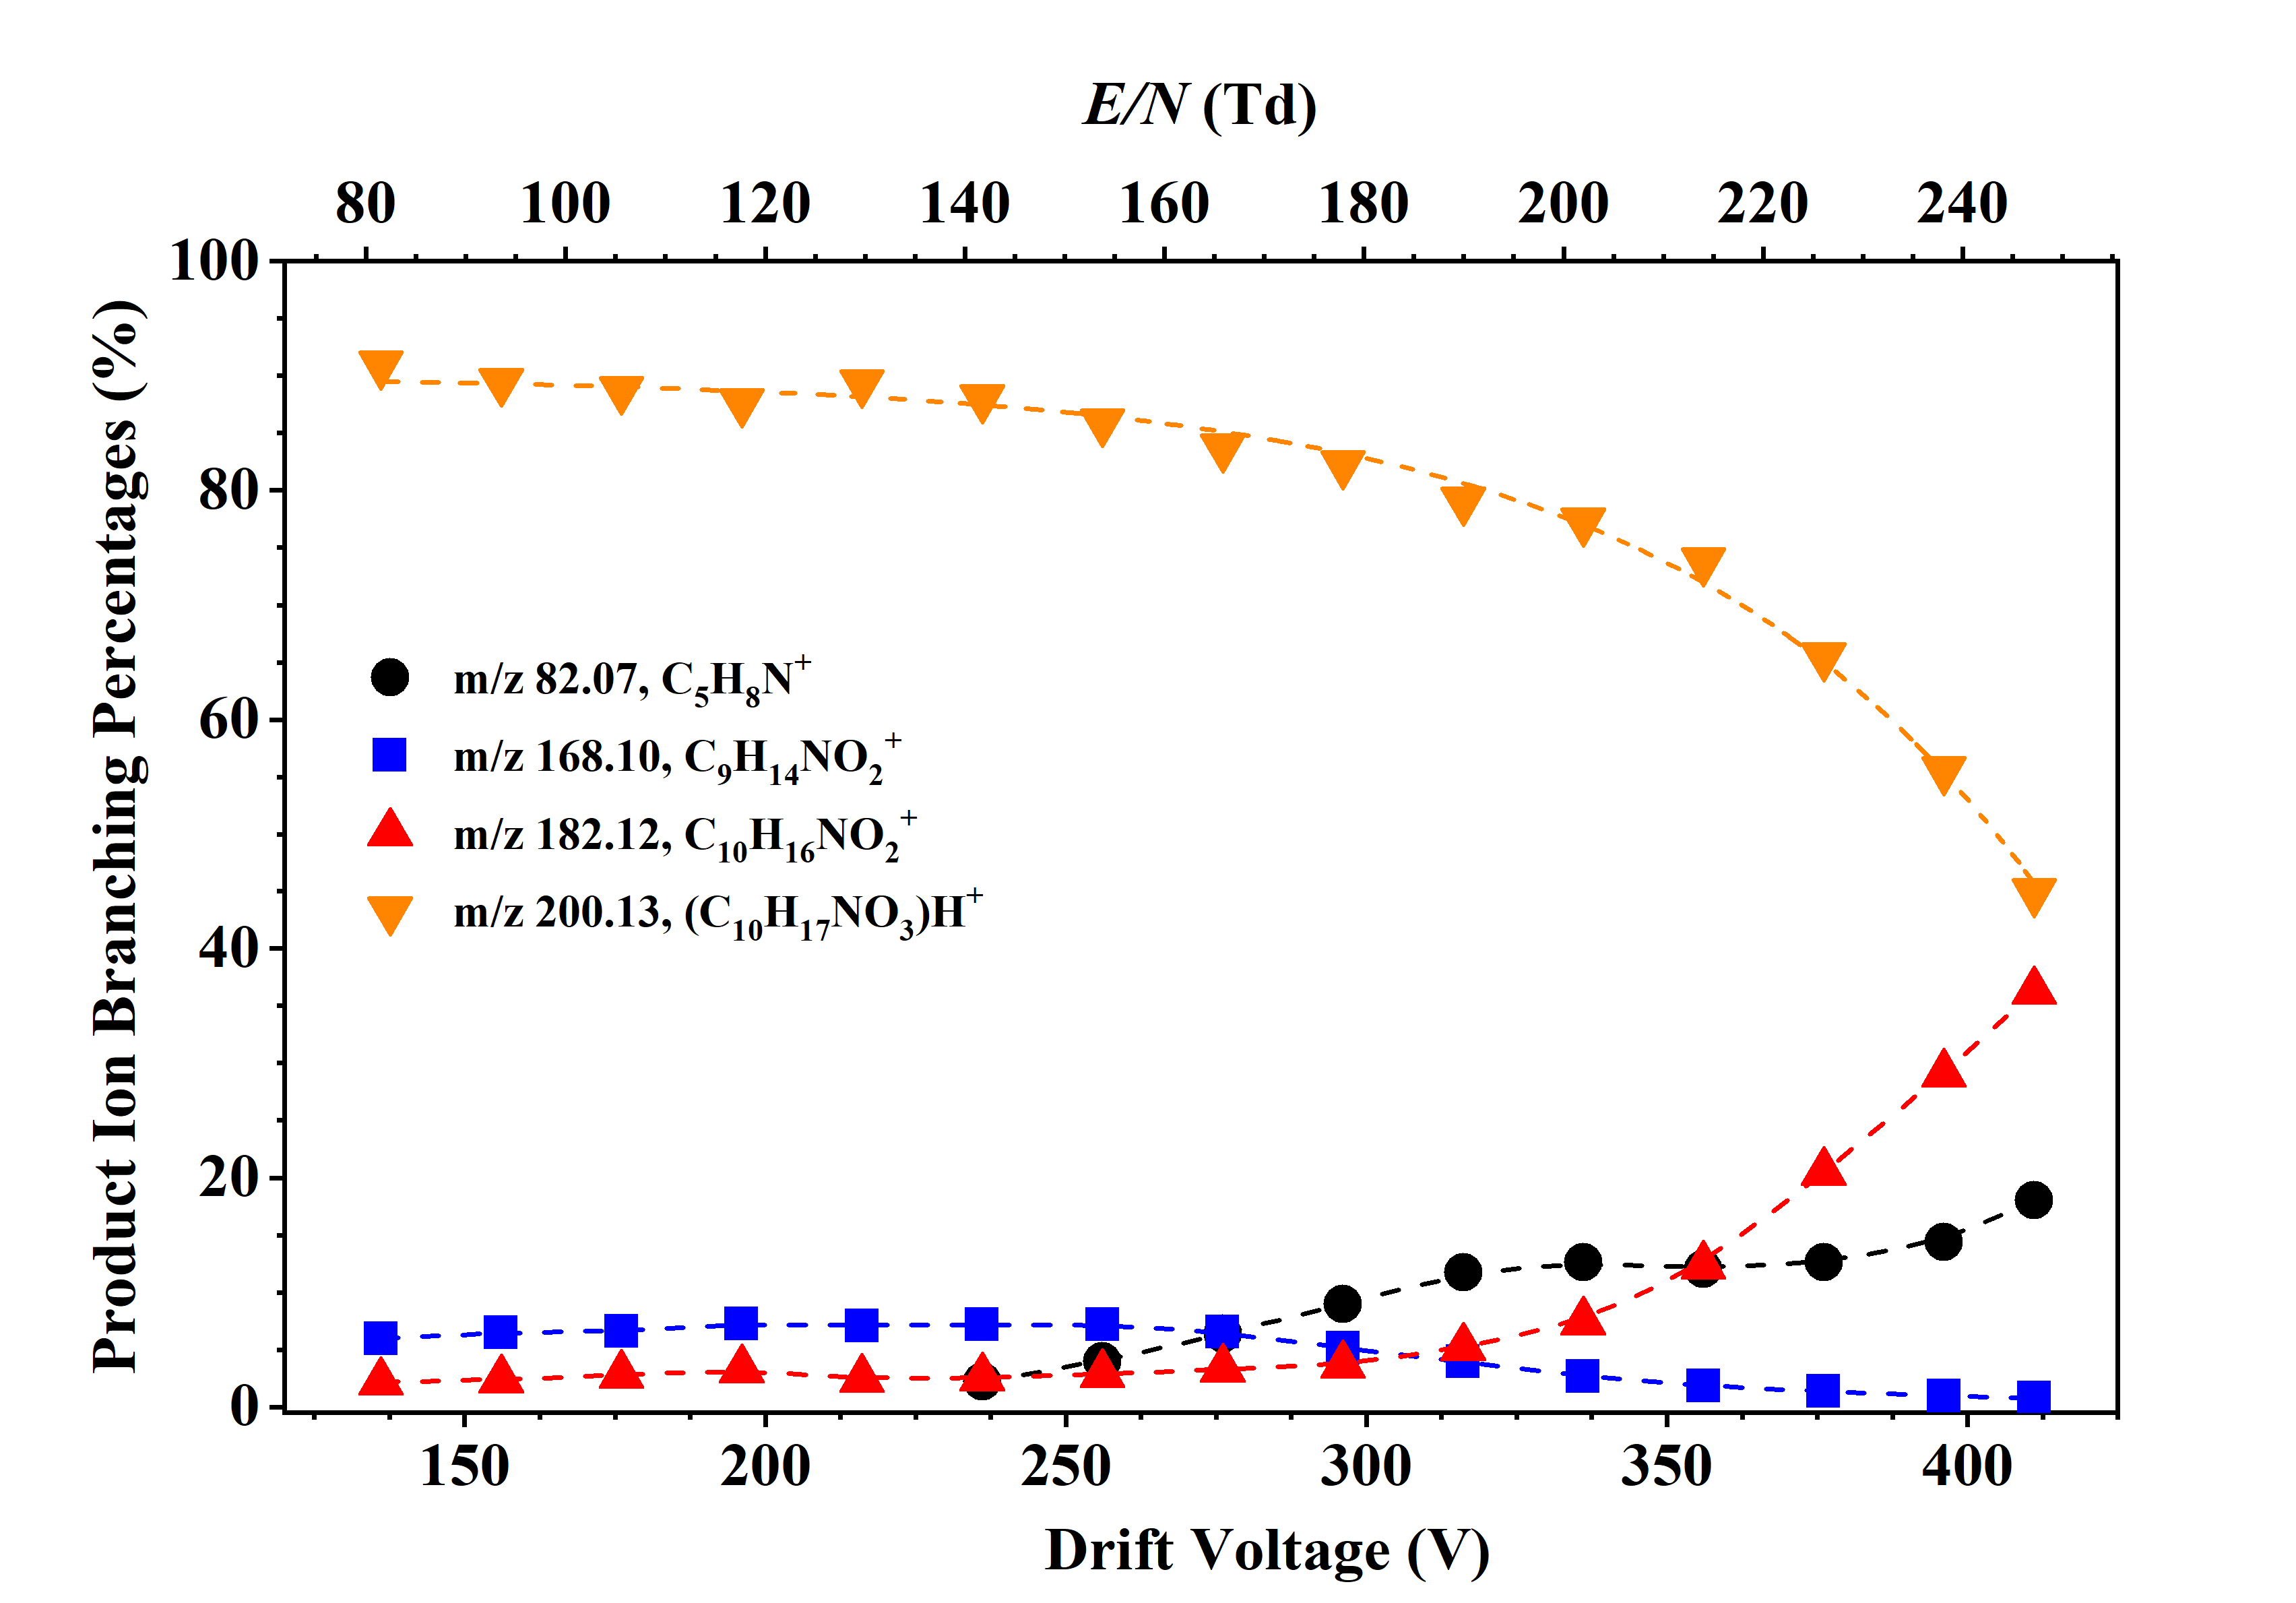 E/N (Td)
80 100 120 140 160 180 200 220 240
Product Ion Branching Percentages (%)
100
80
60
40
20
0
m/z 82.07, C₅H₈N⁺
m/z 168.10, C₉H₁₄NO₂⁺
m/z 182.12, C₁₀H₁₆NO₂⁺
m/z 200.13, (C₁₀H₁₇NO₃)H⁺
150 200 250 300 350 400
Drift Voltage (V)